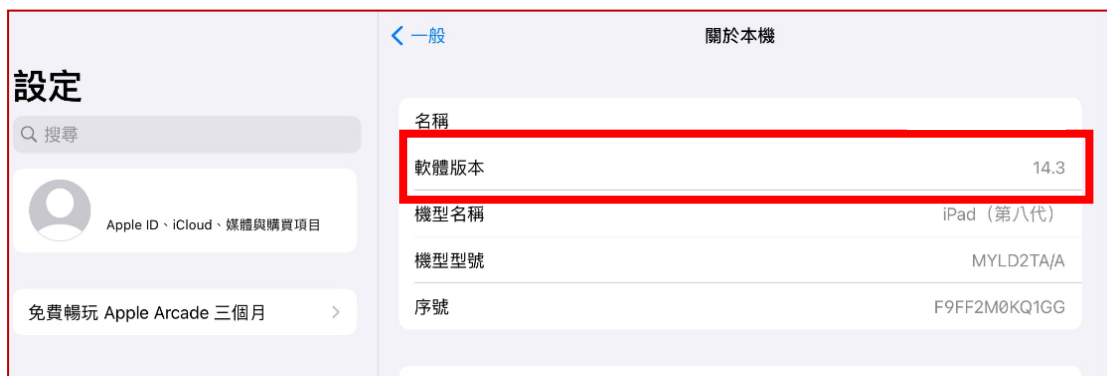 設定
搜尋
Apple ID、iCloud、媒體與購買項目
免費暢玩 Apple Arcade 三個月
一般
關於本機
名稱
軟體版本 14.3
機型名稱 iPad（第八代）
機型型號 MYLD2TA/A
序號 F9FF2M0KQ1GG